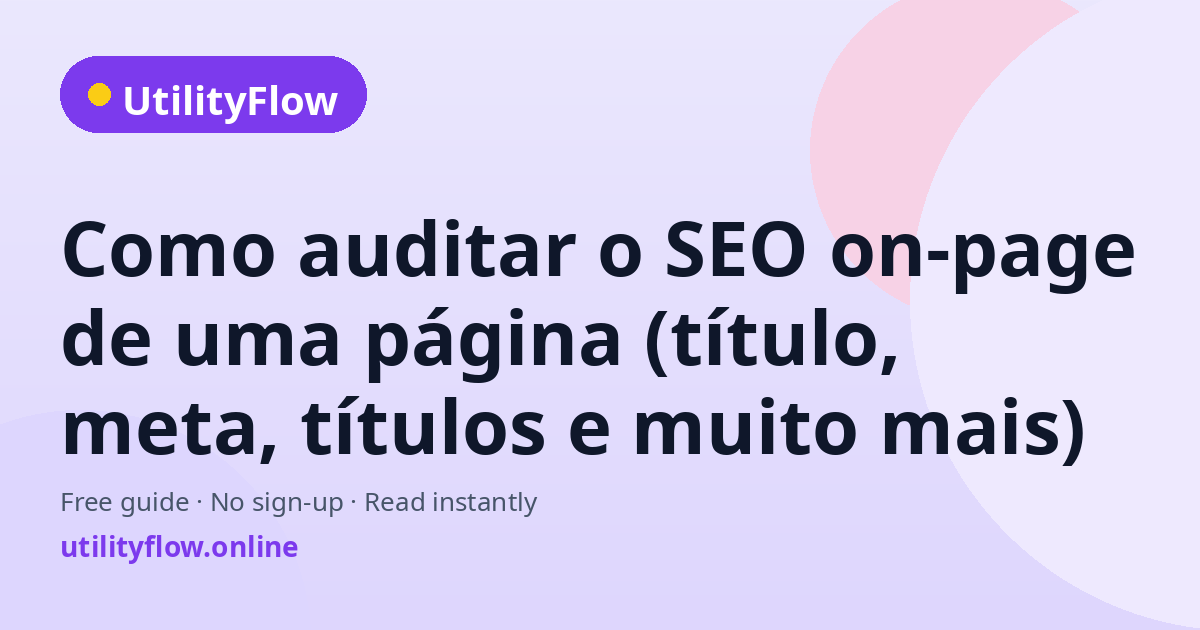 UtilityFlow
Como auditar o SEO on-page
de uma página (título,
meta, títulos e muito mais)
Free guide · No sign-up · Read instantly
utilityflow.online